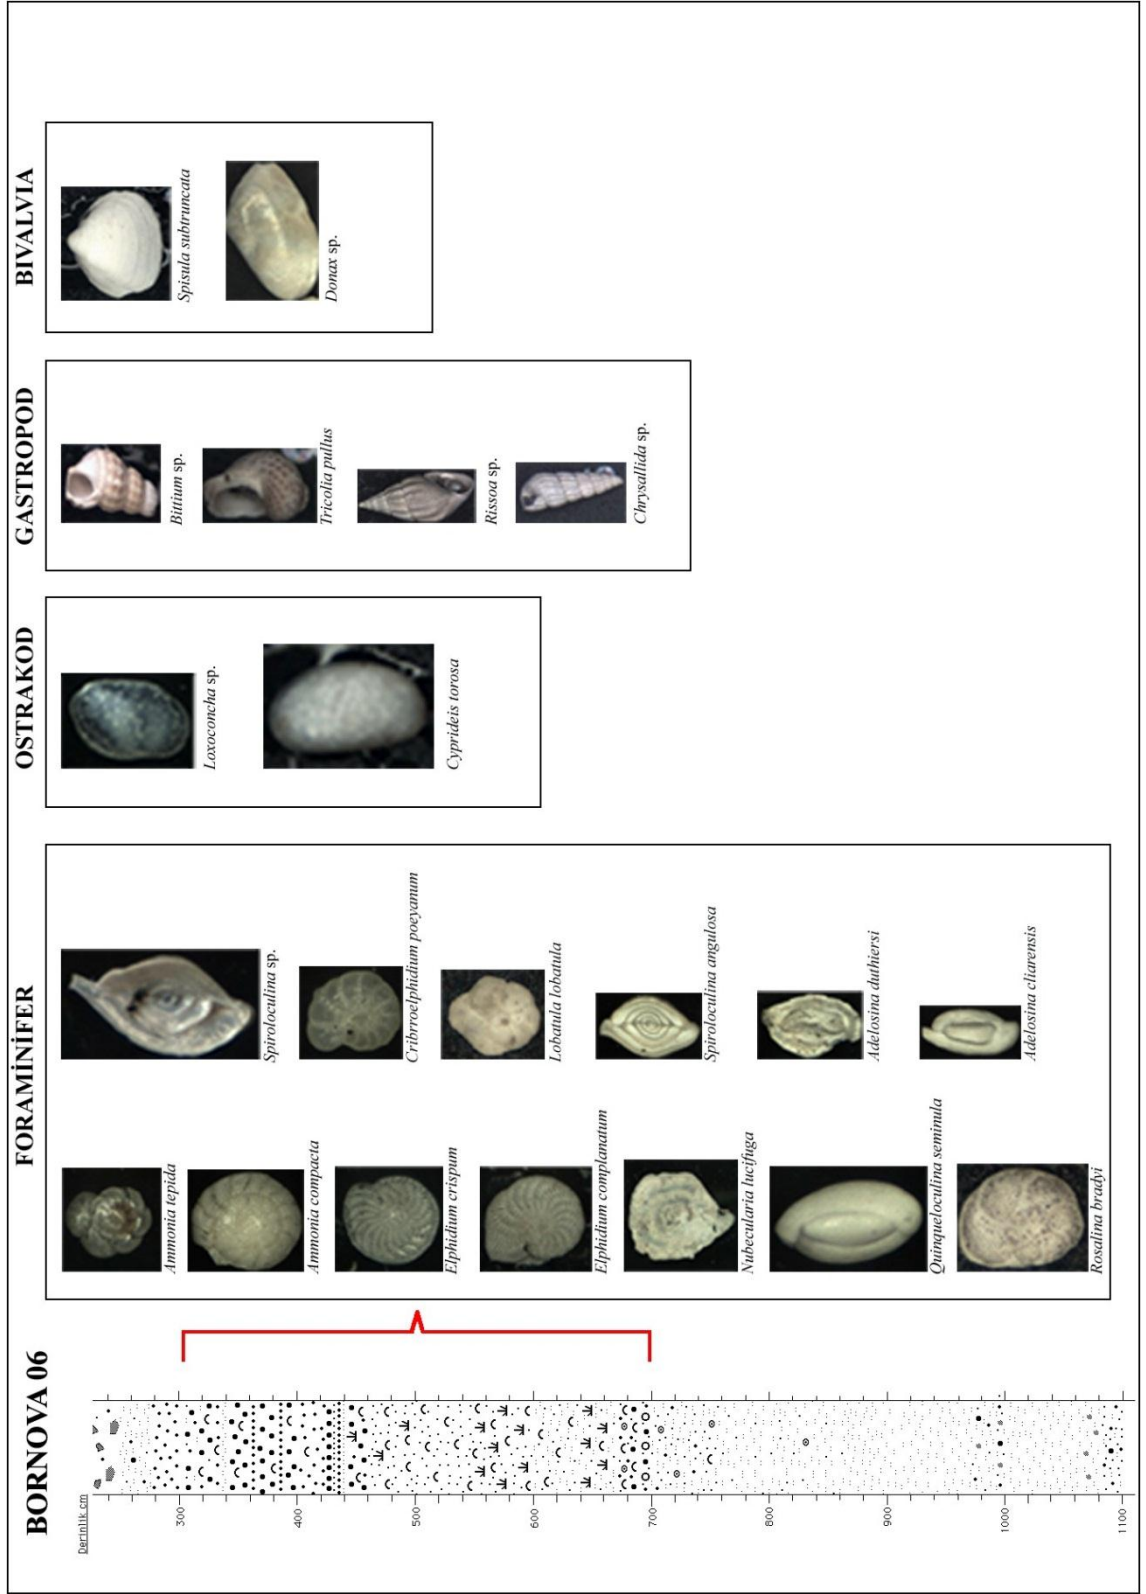 BORNOVA 06
Derinlik cm
300
400
500
600
700
800
900
1000
1100
FORAMİNİFER
Ammonia tepida
Ammonia compacta
Elphidium crispum
Elphidium complanatum
Nubecularia lucifuga
Quinqueloculina seminula
Rosalina bradyi
Spiroloculina sp.
Cribrroelphidium poeyanum
Lobatula lobatula
Spiroloculina angulosa
Adelosina duthiersi
Adelosina cliarensis
OSTRAKOD
Loxoconcha sp.
Cyprideis torosa
GASTROPOD
Bittium sp.
Tricolia pullus
Rissoa sp.
Chrysallida sp.
BIVALVIA
Spisula subtruncata
Donax sp.